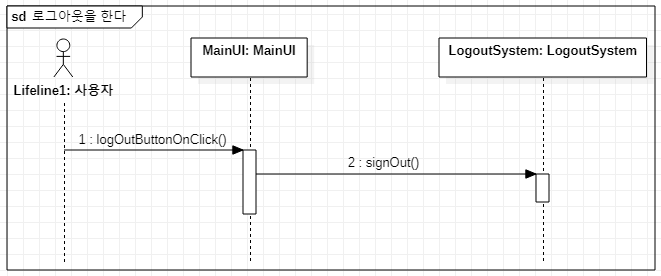 sd 로그아웃을 한다
MainUI: MainUI
LogoutSystem: LogoutSystem
Lifeline1: 사용자
1 : logOutButtonOnClick()
2 : signOut()